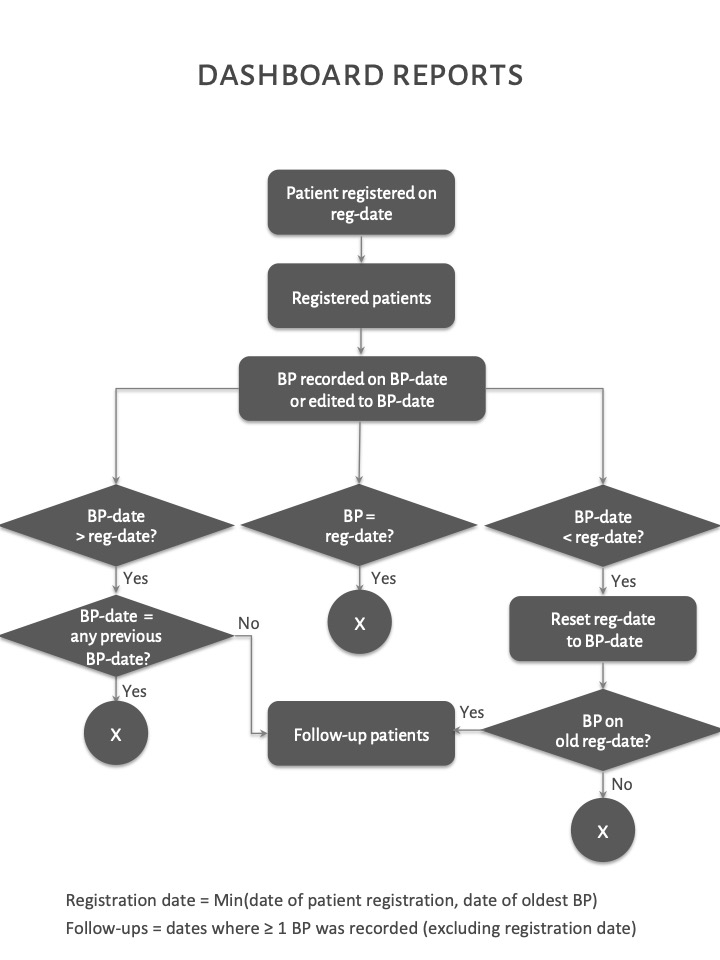 DASHBOARD REPORTS
Patient registered on
reg-date
Registered patients
BP recorded on BP-date
or edited to BP-date
BP-date
> reg-date?
BP =
reg-date?
BP-date
< reg-date?
Yes
Yes
Yes
BP-date =
any previous
BP-date?
No
X
Reset reg-date
to BP-date
Yes
X
Follow-up patients
Yes
BP on
old reg-date?
No
X
Registration date = Min(date of patient registration, date of oldest BP)
Follow-ups = dates where ≥ 1 BP was recorded (excluding registration date)